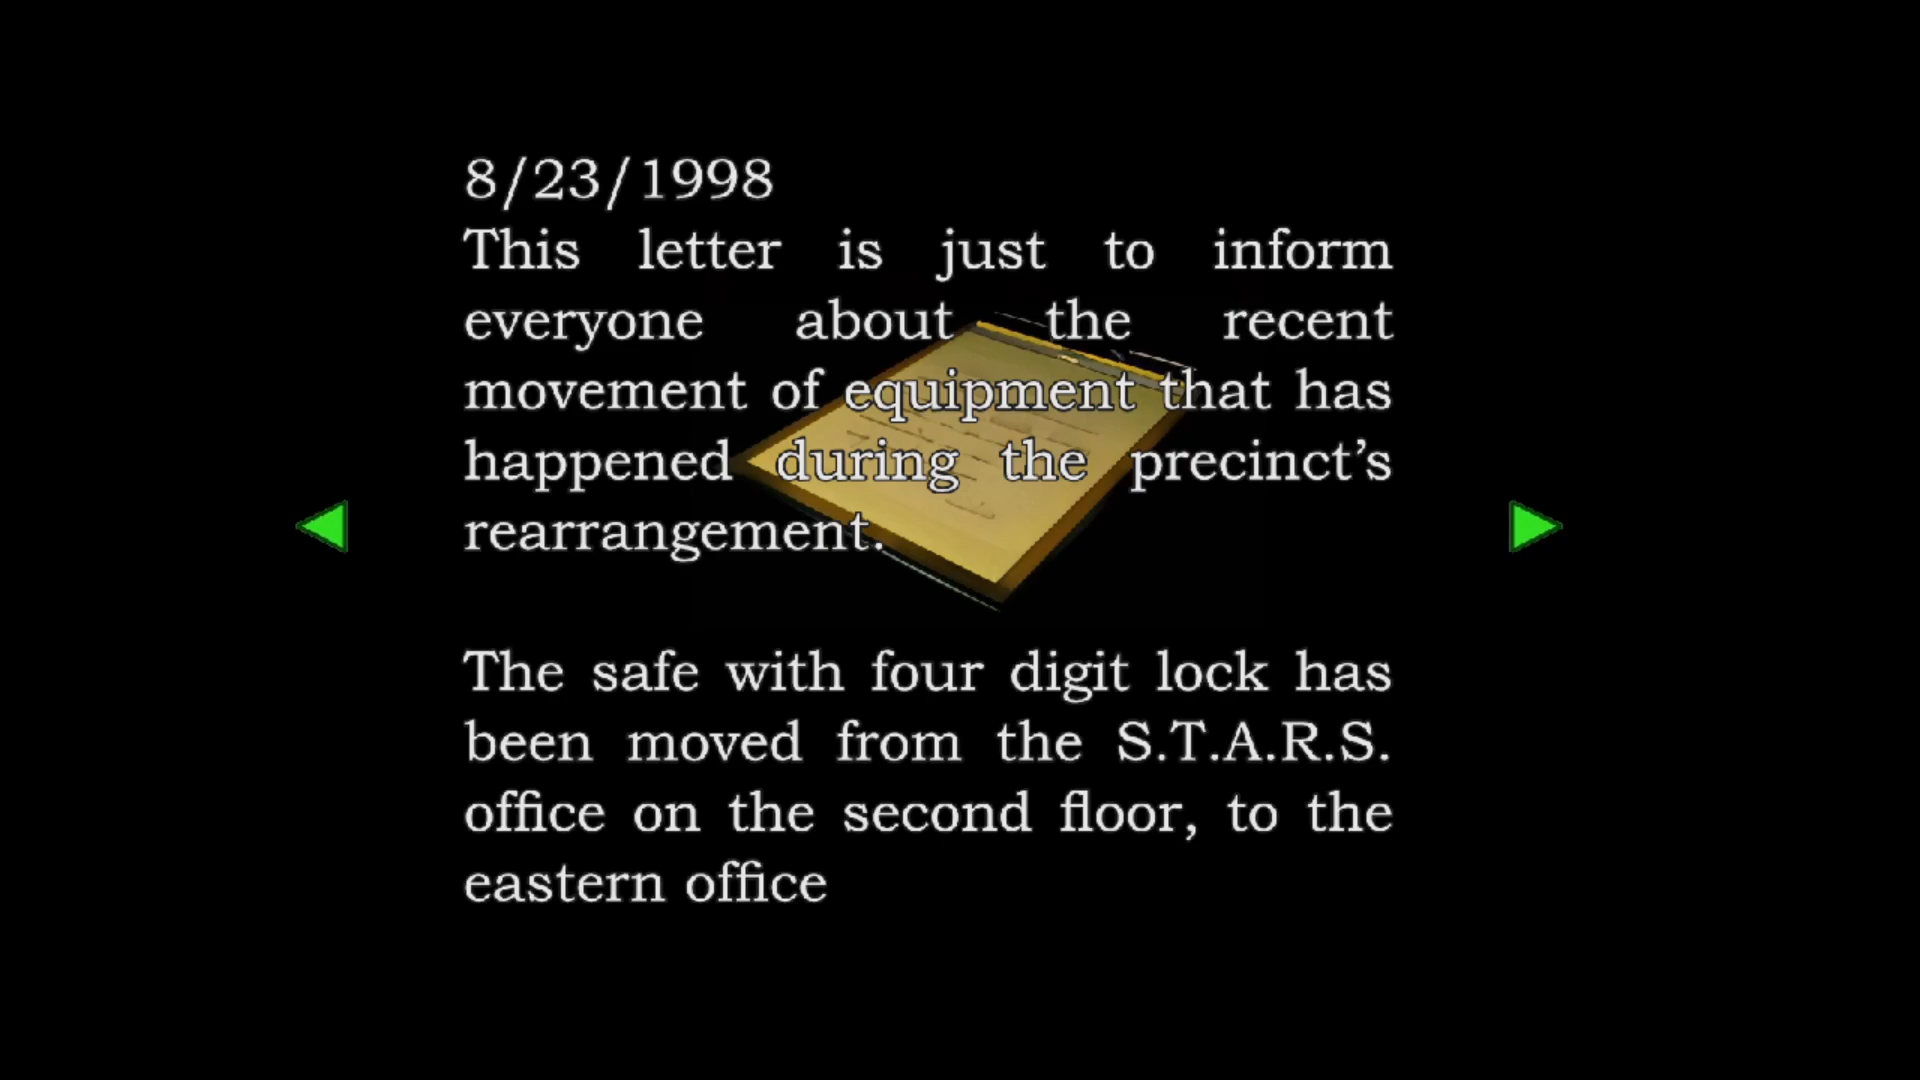 8/23/1998
This letter is just to inform
everyone about the recent
movement of equipment that has
happened during the precinct’s
rearrangement.
The safe with four digit lock has
been moved from the S.T.A.R.S.
office on the second floor, to the
eastern office